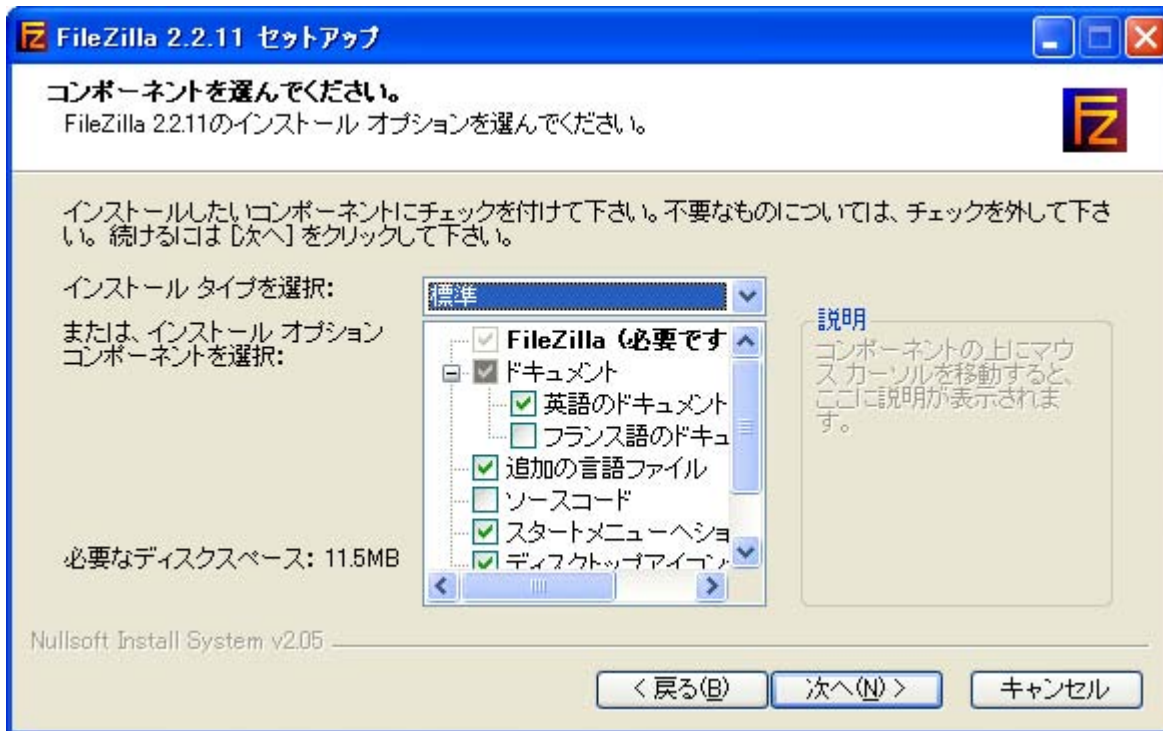 FileZilla 2.2.11 セットアップ
コンポーネントを選んでください。
FileZilla 2.2.11のインストール オプションを選んでください。
インストールしたいコンポーネントにチェックを付けて下さい。不要なものについては、チェックを外して下さ
い。続けるには [次へ] をクリックして下さい。
インストール タイプを選択:
標準
または、インストール オプション
コンポーネントを選択:
FileZilla (必要です
ドキュメント
英語のドキュメント
フランス語のドキュ
追加の言語ファイル
ソースコード
スタートメニューへショ
ディスクトップアイコン
説明
コンポーネントの上にマウ
ス カーソルを移動すると、
ここに説明が表示されま
す。
必要なディスクスペース: 11.5MB
Nullsoft Install System v2.05
< 戻る(B)
次へ(N) >
キャンセル